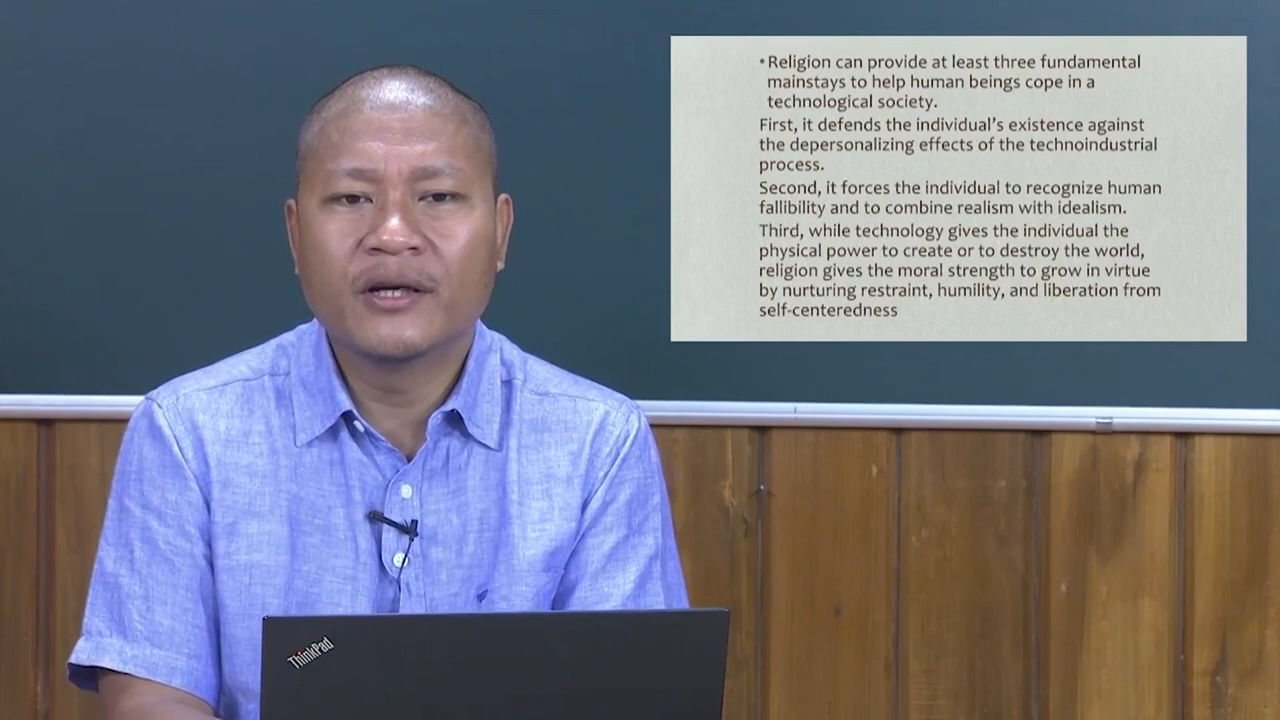 • Religion can provide at least three fundamental
mainstays to help human beings cope in a
technological society.
First, it defends the individual's existence against
the depersonalizing effects of the technoindustrial
process.
Second, it forces the individual to recognize human
fallibility and to combine realism with idealism.
Third, while technology gives the individual the
physical power to create or to destroy the world,
religion gives the moral strength to grow in virtue
by nurturing restraint, humility, and liberation from
self-centeredness
ThinkPad